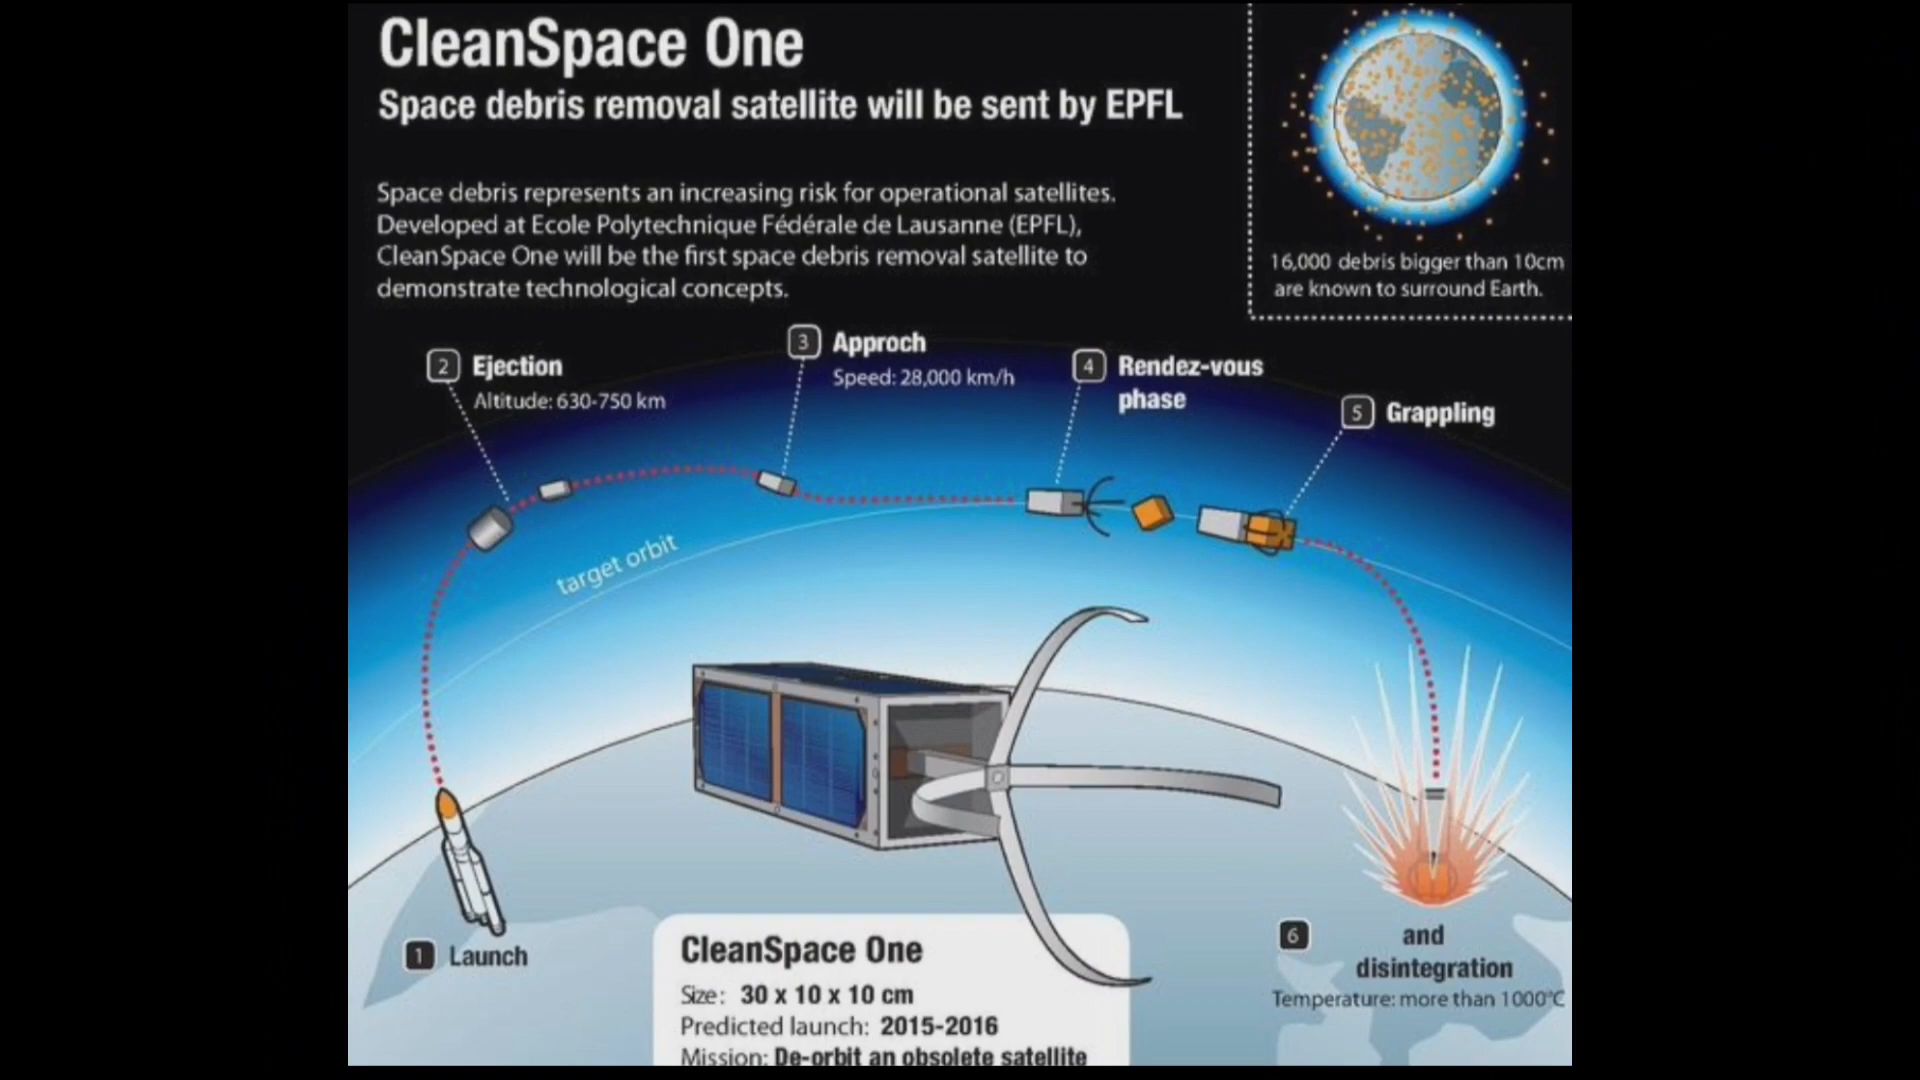 CleanSpace One
Space debris removal satellite will be sent by EPFL
Space debris represents an increasing risk for operational satellites.
Developed at Ecole Polytechnique Fédérale de Lausanne (EPFL),
CleanSpace One will be the first space debris removal satellite to
demonstrate technological concepts.
16,000 debris bigger than 10cm
are known to surround Earth.
2 Ejection
Altitude: 630-750 km
3 Approch
Speed: 28,000 km/h
4 Rendez-vous
phase
5 Grappling
target orbit
1 Launch
CleanSpace One
Size: 30 x 10 x 10 cm
Predicted launch: 2015-2016
Mission: De-orbit an obsolete satellite
6 and
disintegration
Temperature: more than 1000°C